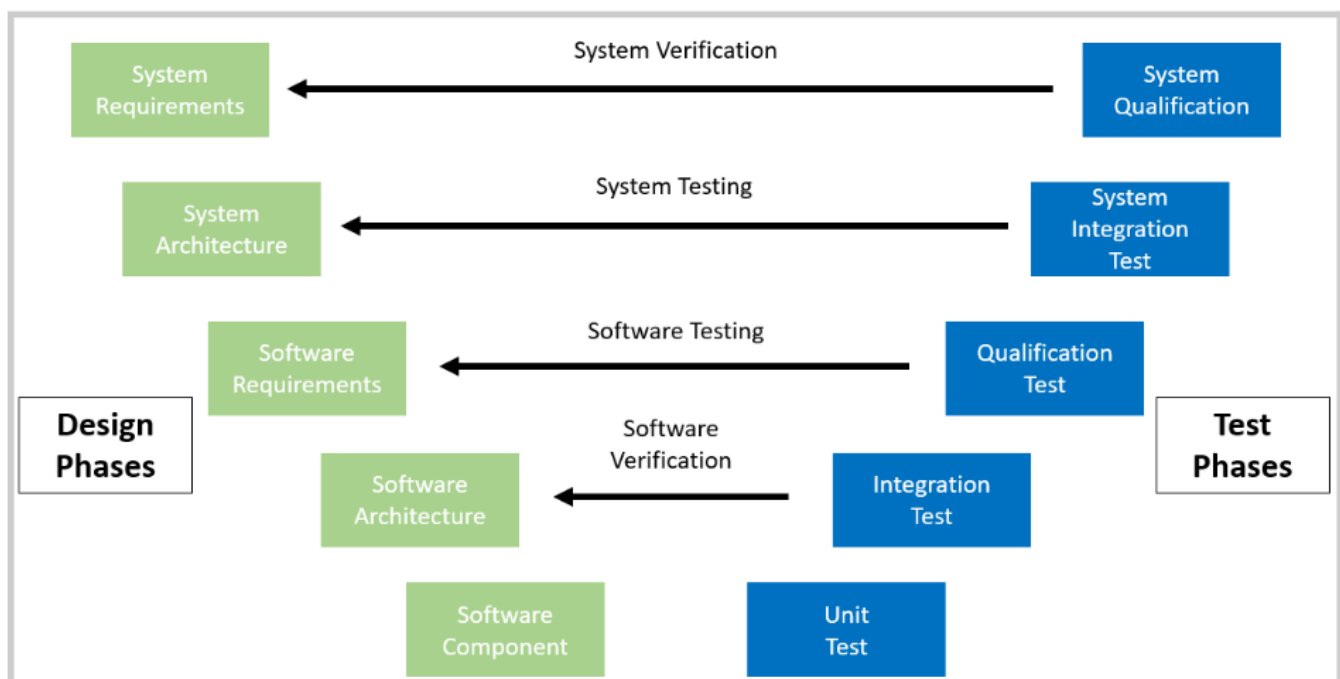 System Verification
System
Requirements
System
Qualification
System Testing
System
Architecture
System
Integration
Test
Software Testing
Software
Requirements
Qualification
Test
Design
Phases
Test
Phases
Software
Verification
Software
Architecture
Integration
Test
Software
Component
Unit
Test